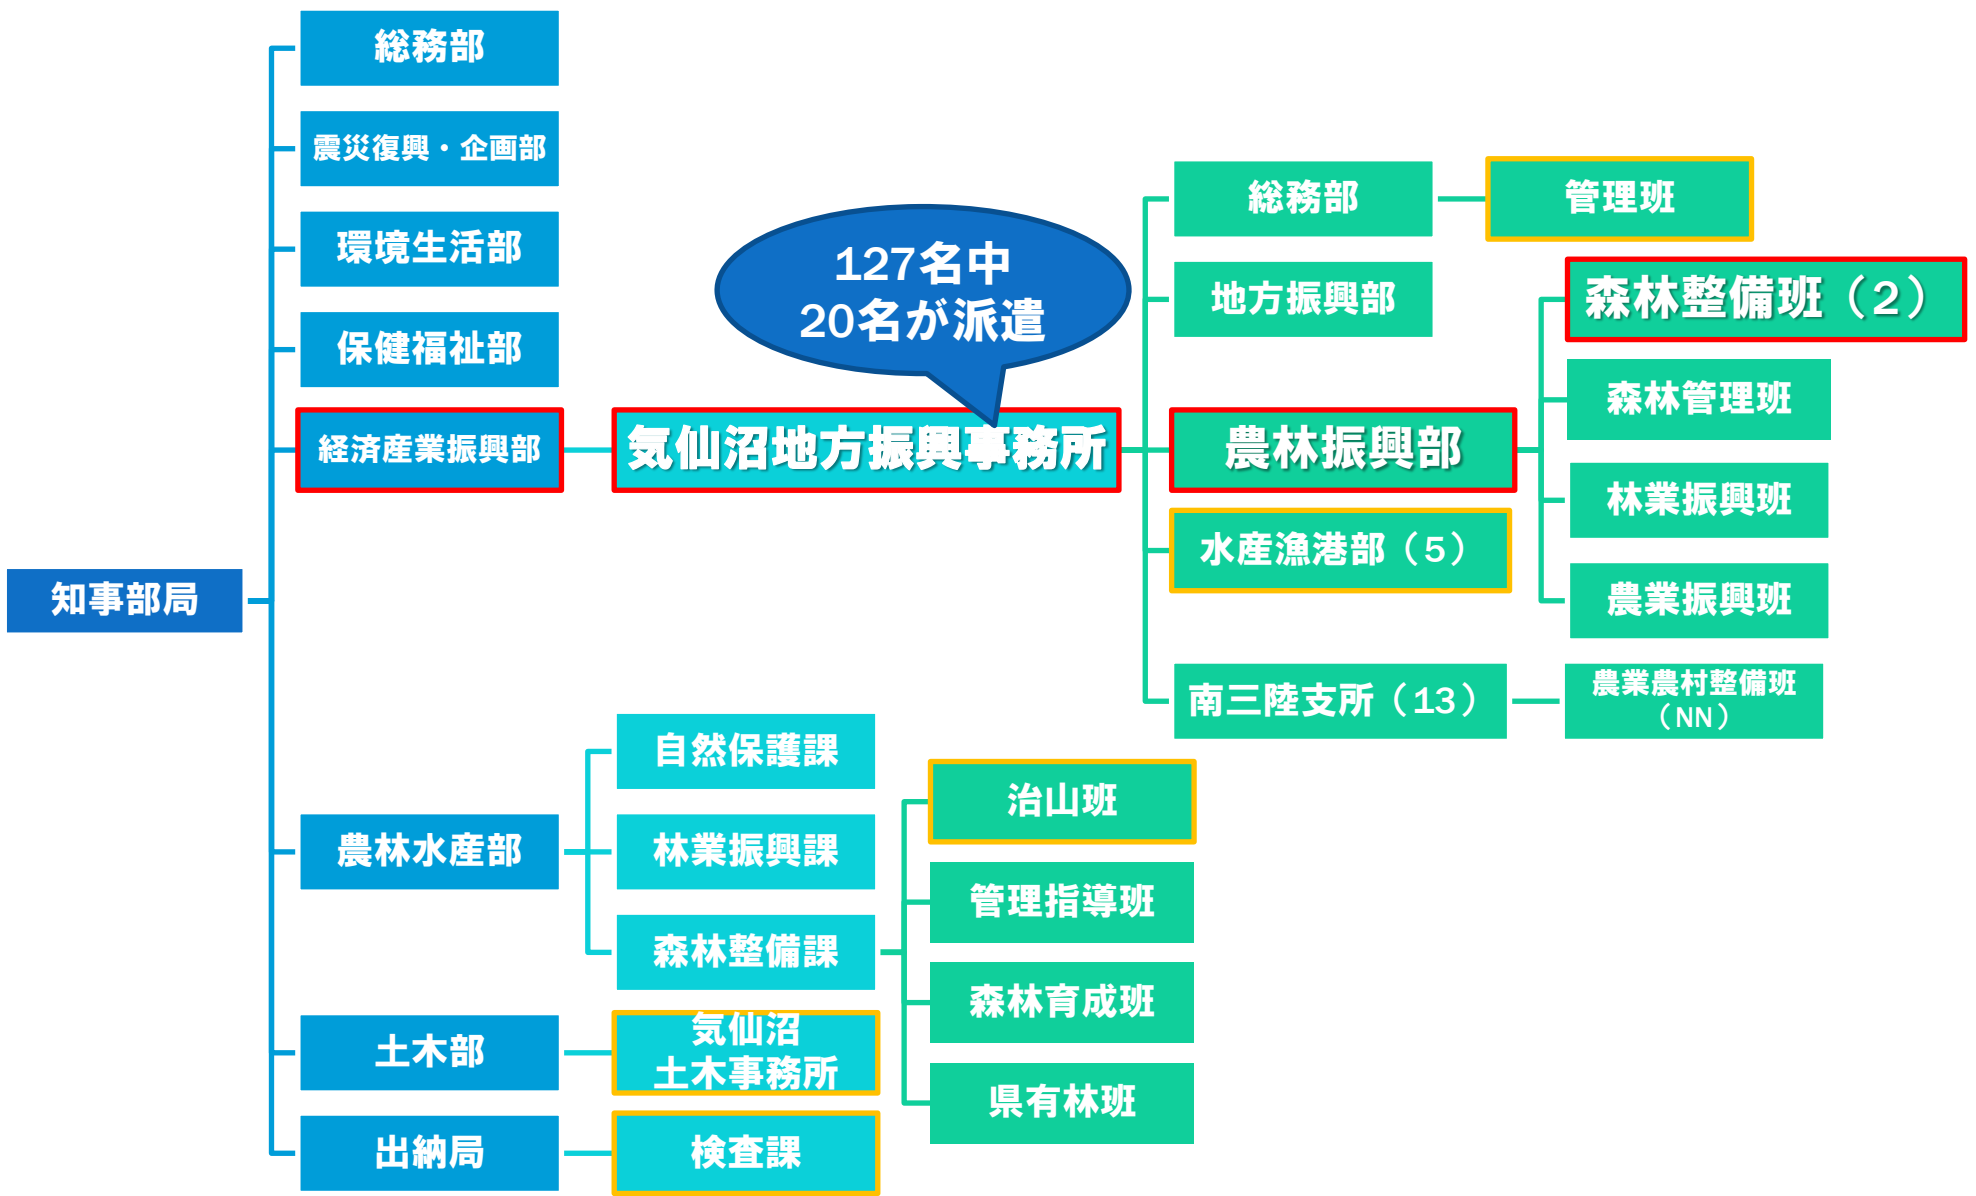 知事部局
総務部
震災復興・企画部
環境生活部
保健福祉部
経済産業振興部
農林水産部
土木部
出納局
127名中
20名が派遣
気仙沼地方振興事務所
自然保護課
林業振興課
森林整備課
気仙沼
土木事務所
検査課
総務部
地方振興部
農林振興部
水産漁港部（5）
南三陸支所（13）
管理班
森林整備班（2）
森林管理班
林業振興班
農業振興班
農業農村整備班
（NN）
治山班
管理指導班
森林育成班
県有林班